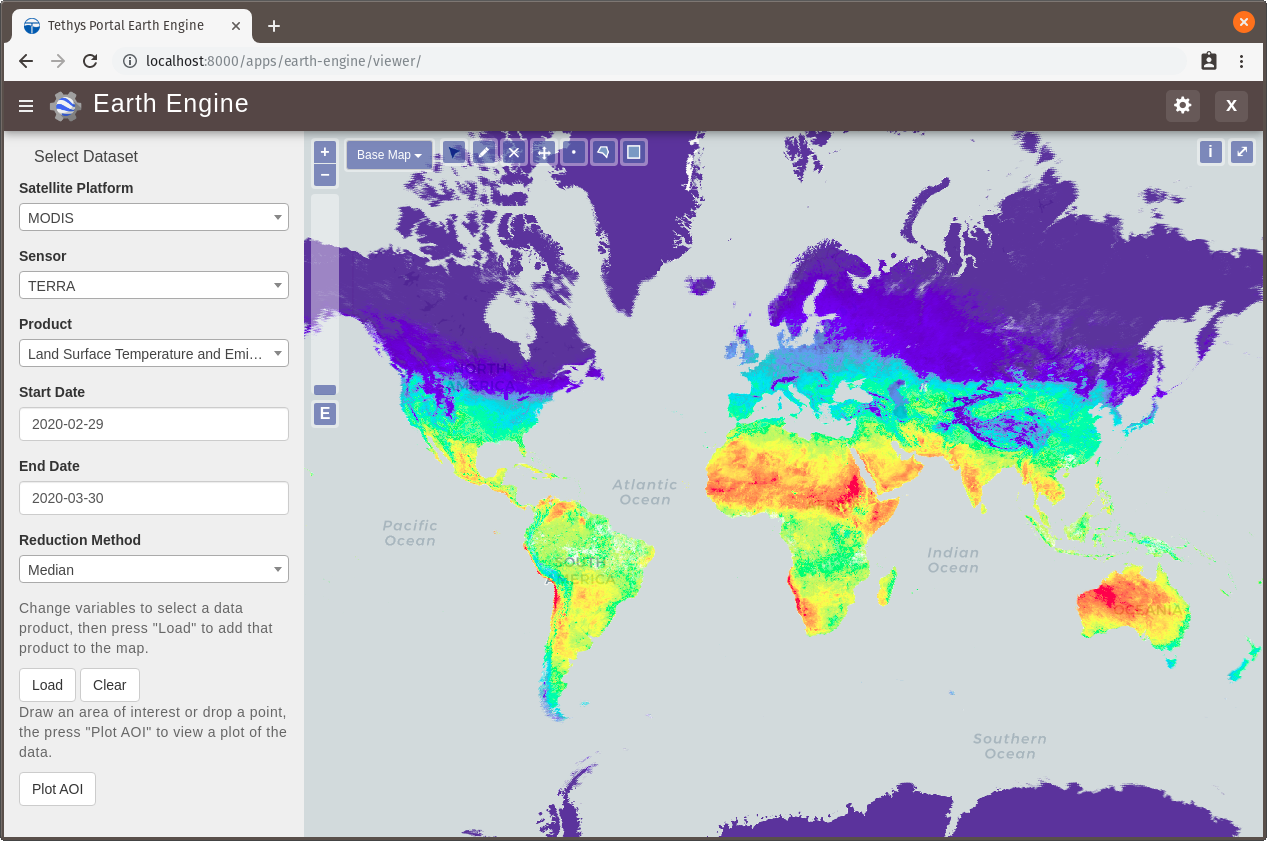 Tethys Portal Earth Engine
localhost:8000/apps/earth-engine/viewer/
Earth Engine
X
Select Dataset
Satellite Platform
MODIS
Sensor
TERRA
Product
Land Surface Temperature and Emi...
Start Date
2020-02-29
End Date
2020-03-30
Reduction Method
Median
Change variables to select a data
product, then press "Load" to add that
product to the map.
Load Clear
Draw an area of interest or drop a point,
the press "Plot AOI" to view a plot of the
data.
Plot AOI
+
−
Base Map
i
E
NORTH
AMERICA
Atlantic
Ocean
Pacific
Ocean
SOUTH
AMERICA
Indian
Ocean
OCEANIA
Southern
Ocean